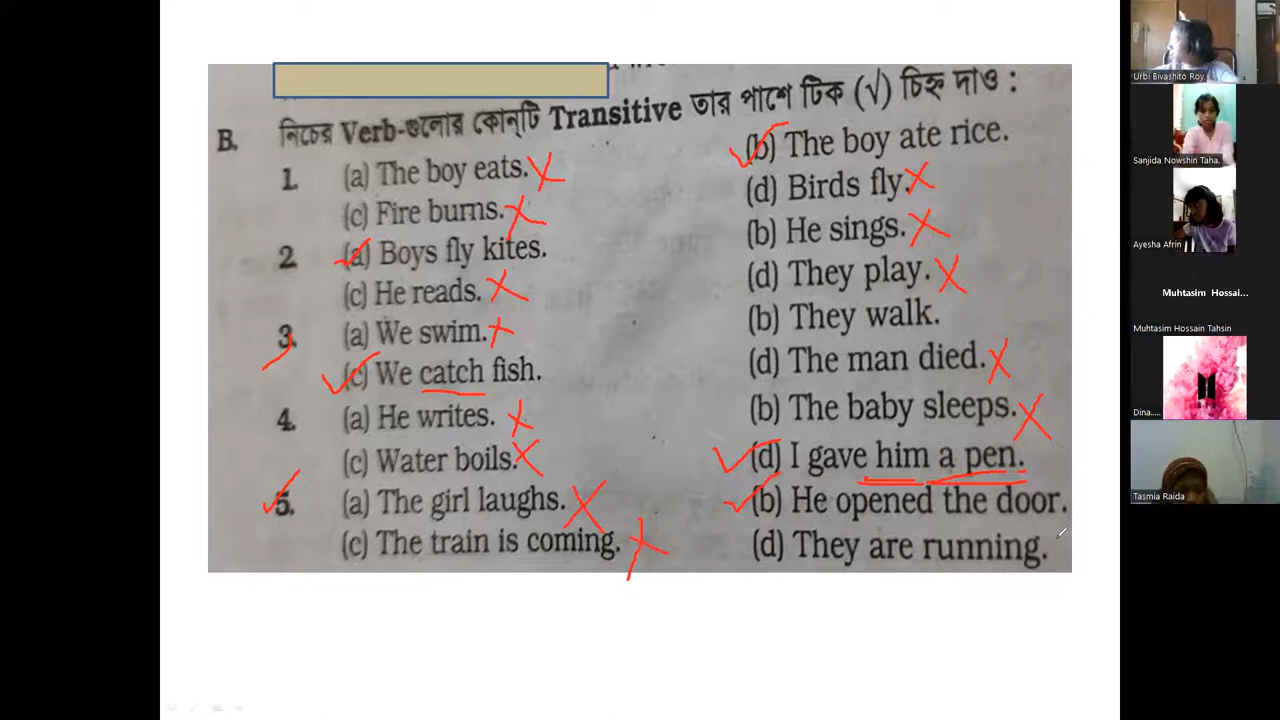 B. নিচের Verb-গুলোর কোন্‌টি Transitive তার পাশে টিক (√) চিহ্ন দাও :
1. (a) The boy eats. (b) The boy ate rice.
(c) Fire burns. (d) Birds fly.
2. (a) Boys fly kites. (b) He sings.
(c) He reads. (d) They play.
3. (a) We swim. (b) They walk.
(c) We catch fish. (d) The man died.
4. (a) He writes. (b) The baby sleeps.
(c) Water boils. (d) I gave him a pen.
5. (a) The girl laughs. (b) He opened the door.
(c) The train is coming. (d) They are running.
Urbi Bivashito Roy
Sanjida Nowshin Taha.
Ayesha Afrin
Muhtasim Hossai...
Muhtasim Hossain Tahsin
Dina.....
Tasmia Raida